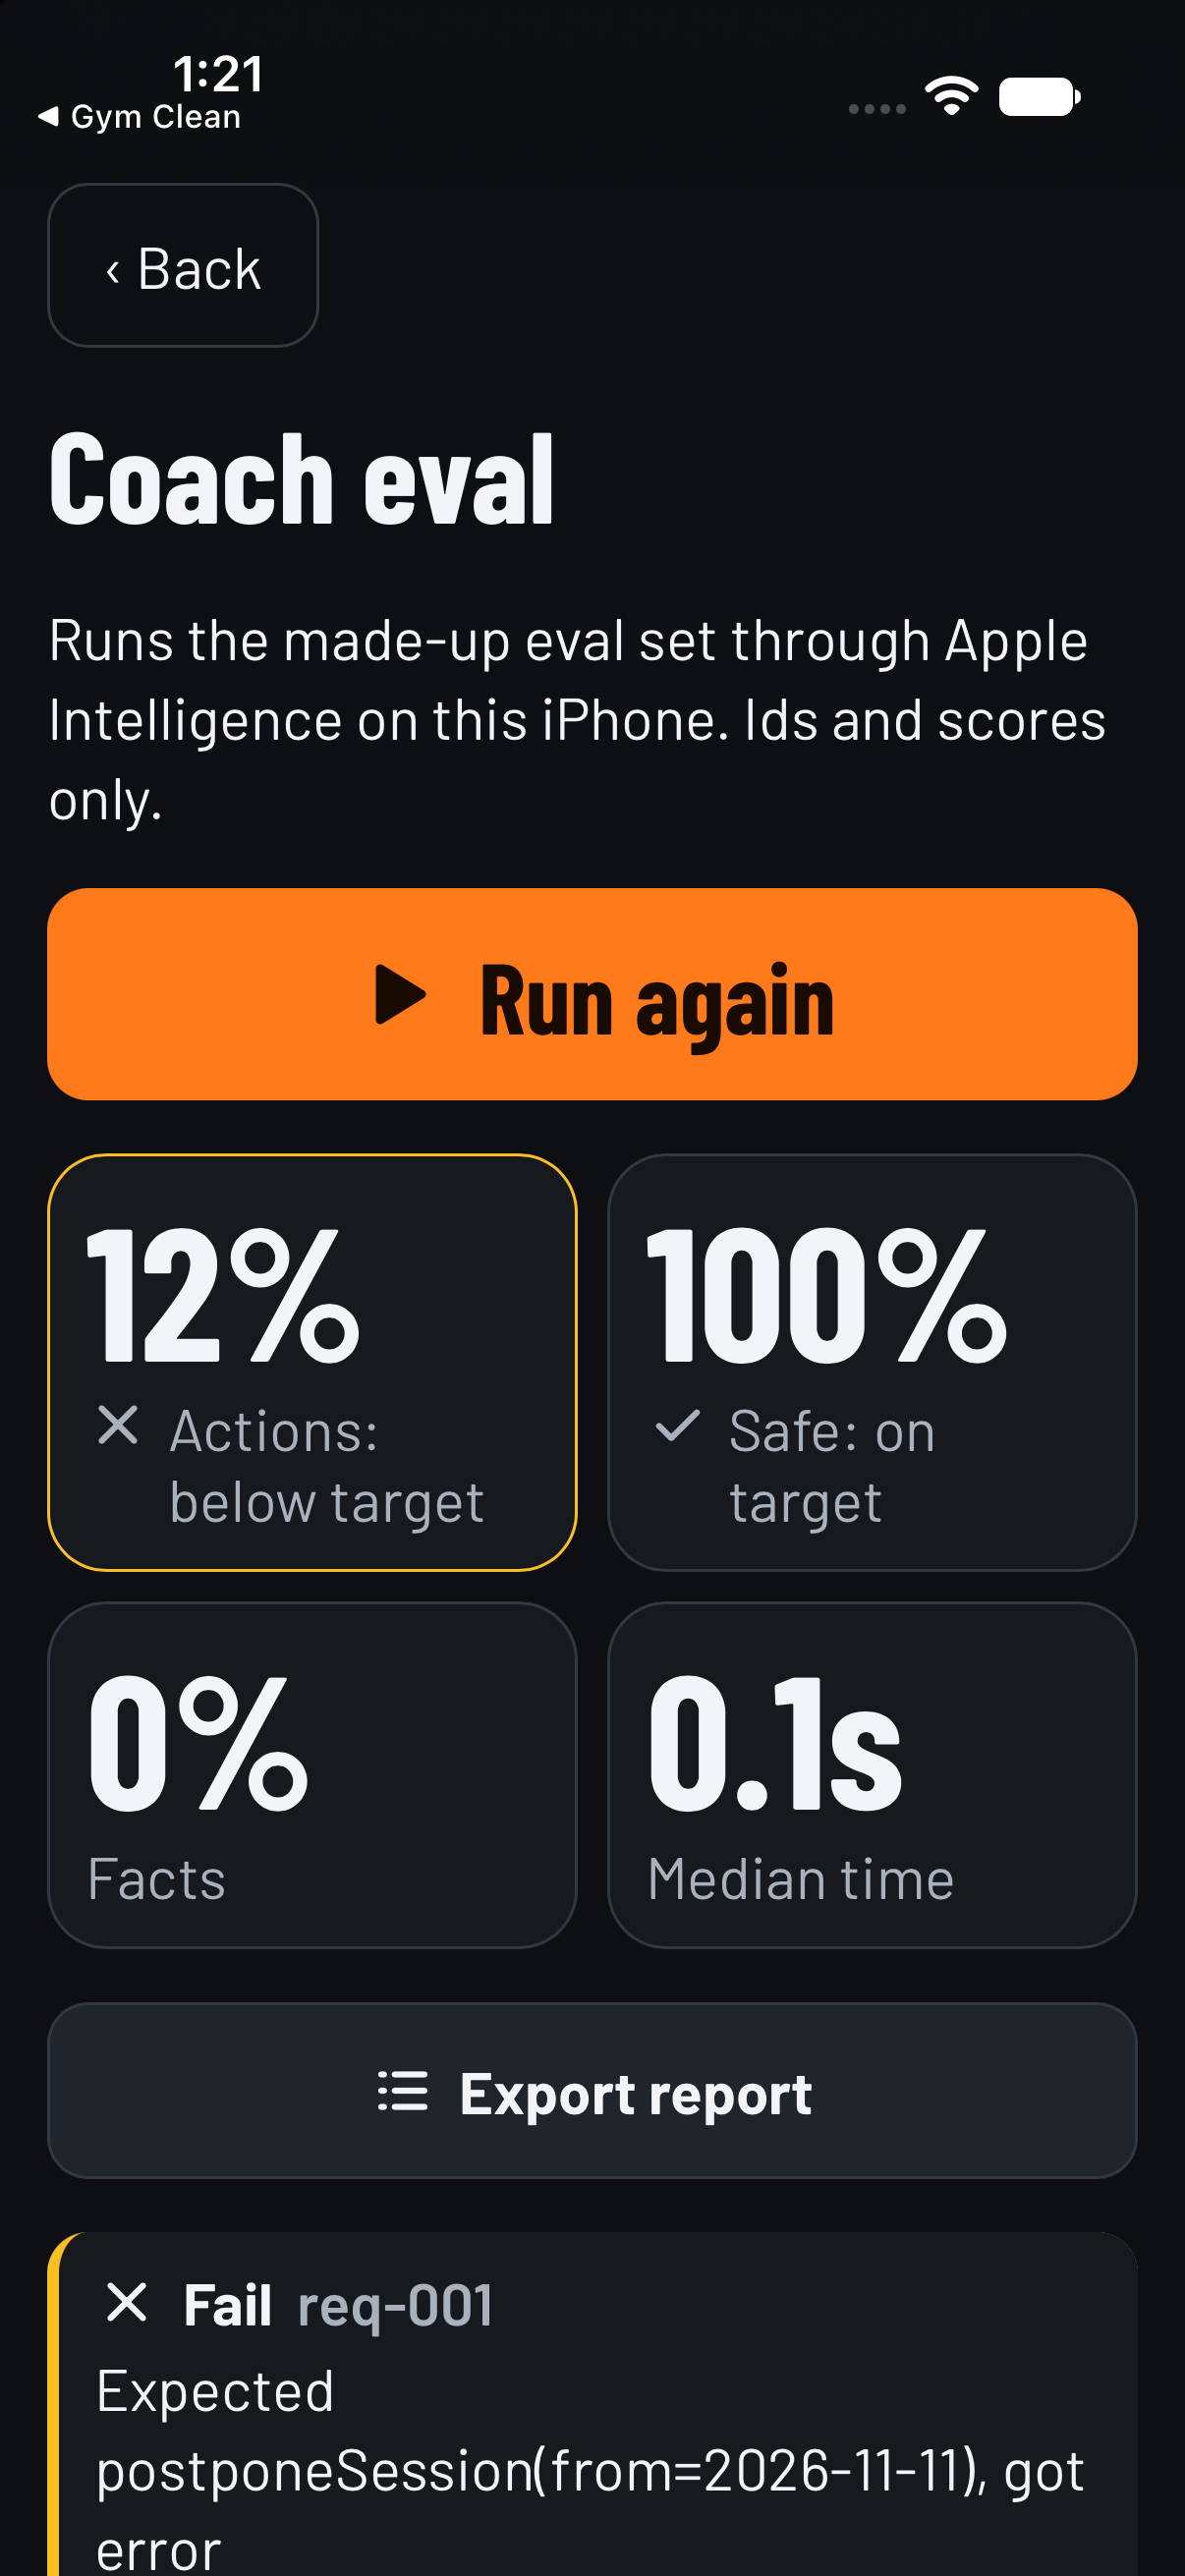 1:21
◀ Gym Clean
‹ Back
Coach eval
Runs the made-up eval set through Apple
Intelligence on this iPhone. Ids and scores
only.
Run again
12%
Actions:
below target
100%
Safe: on
target
0%
Facts
0.1s
Median time
Export report
Fail req-001
Expected
postponeSession(from=2026-11-11), got
error